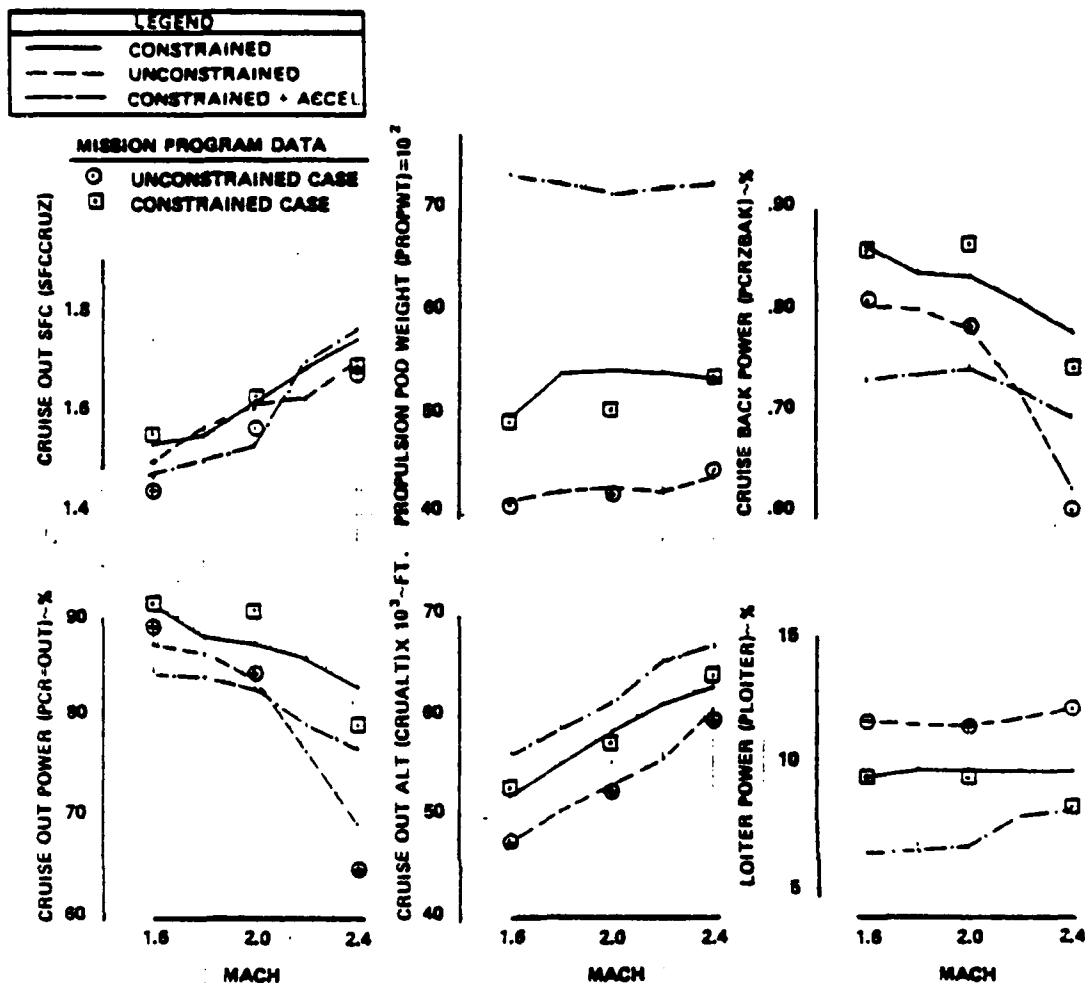 LEGEND
CONSTRAINED
UNCONSTRAINED
CONSTRAINED + ACCEL
MISSION PROGRAM DATA
UNCONSTRAINED CASE
CONSTRAINED CASE
CRUISE OUT SFC (SFCCRUZ)
1.8
1.6
1.4
PROPULSION POD WEIGHT (PROPWT)=10²
70
60
50
40
CRUISE BACK POWER (PCRZBAK)~%
.90
.80
.70
.60
CRUISE OUT POWER (PCR=OUT)~%
90
80
70
60
1.6
2.0
2.4
MACH
CRUISE OUT ALT (CRUALT) X 10³~FT.
70
60
50
40
1.6
2.0
2.4
MACH
LOITER POWER (PLOITER)~%
15
10
5
1.6
2.0
2.4
MACH